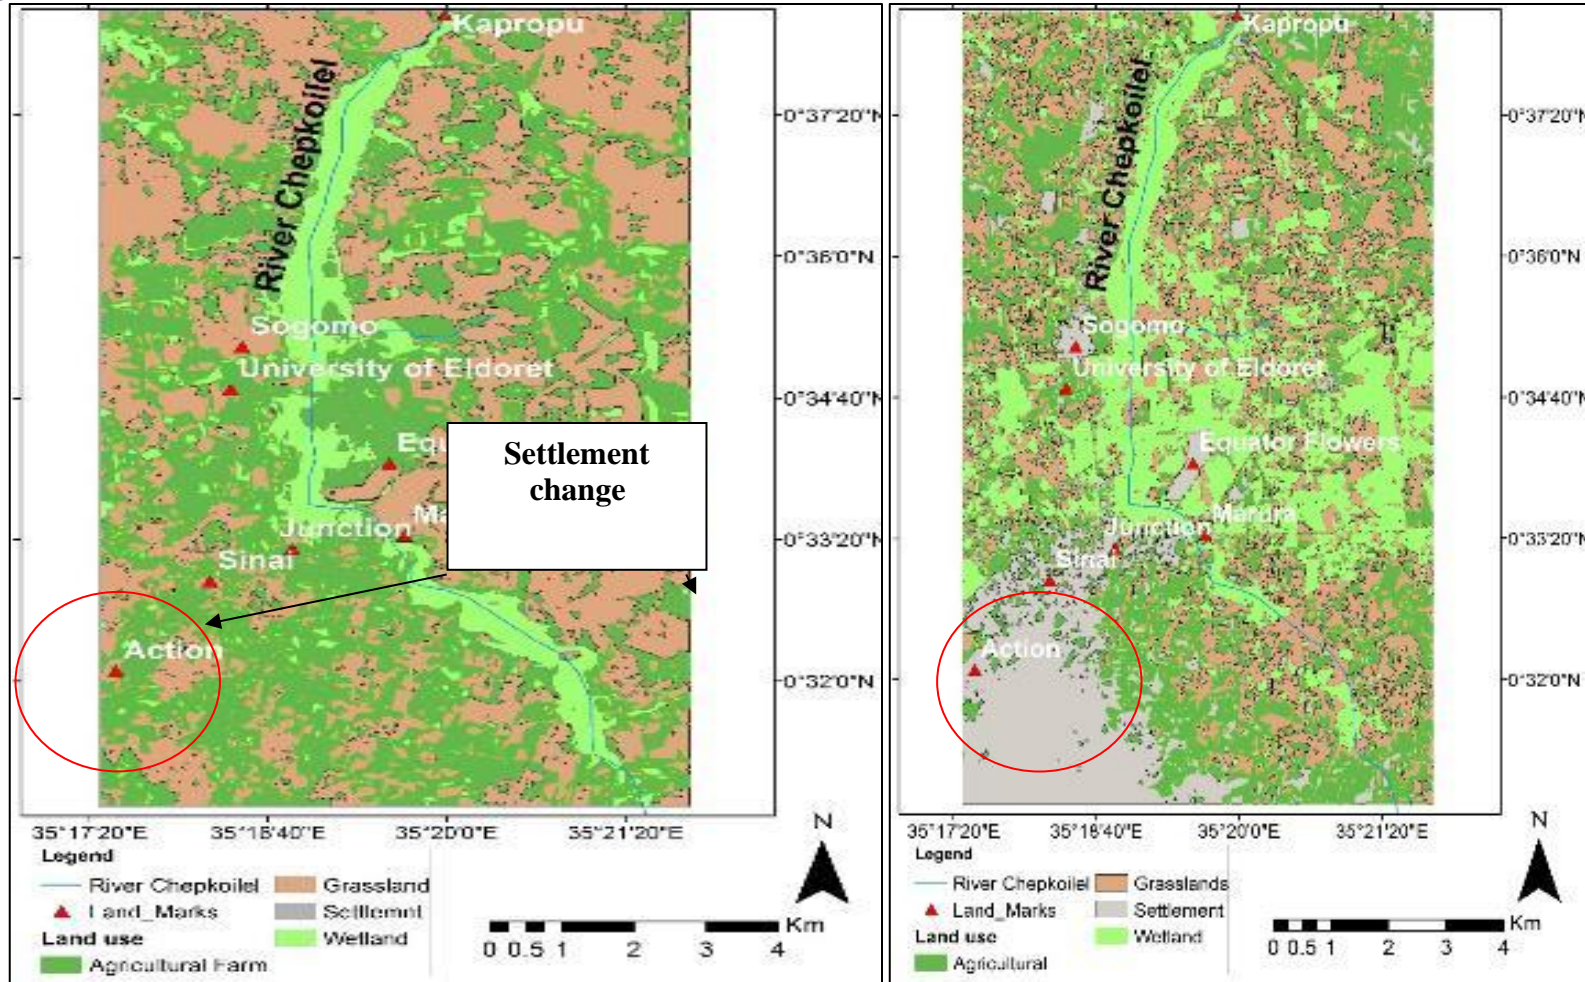 Kapropu
River Chepkoilel
0°37'20"N
0°36'0"N
Sogomo
University of Eldoret
0°34'40"N
Equ
Settlement
change
Junction
Ma
0°33'20"N
Sinai
Action
0°32'0"N
35°17'20"E 35°18'40"E 35°20'0"E 35°21'20"E
N
Legend
River Chepkoilel Grassland
Land_Marks Settlemnt
Land use Wetland
Agricultural Farm
0 0.5 1 2 3 4 Km
Kapropu
River Chepkoilel
0°37'20"N
0°36'0"N
Sogomo
University of Eldoret
0°34'40"N
Equator Flowers
Junction Marura
0°33'20"N
Sinai
Action
0°32'0"N
35°17'20"E 35°18'40"E 35°20'0"E 35°21'20"E
N
Legend
River Chepkoilel Grasslands
Land_Marks Settlement
Land use Wetland
Agricultural
0 0.5 1 2 3 4 Km